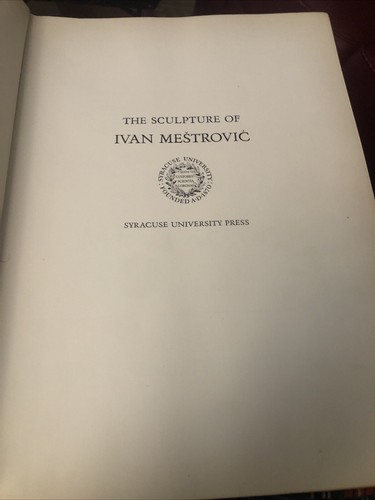 THE SCULPTURE OF
IVAN MEŠTROVIĆ
SYRACUSE UNIVERSITY
FOUNDED A·D·1870
SYRACUSE UNIVERSITY PRESS